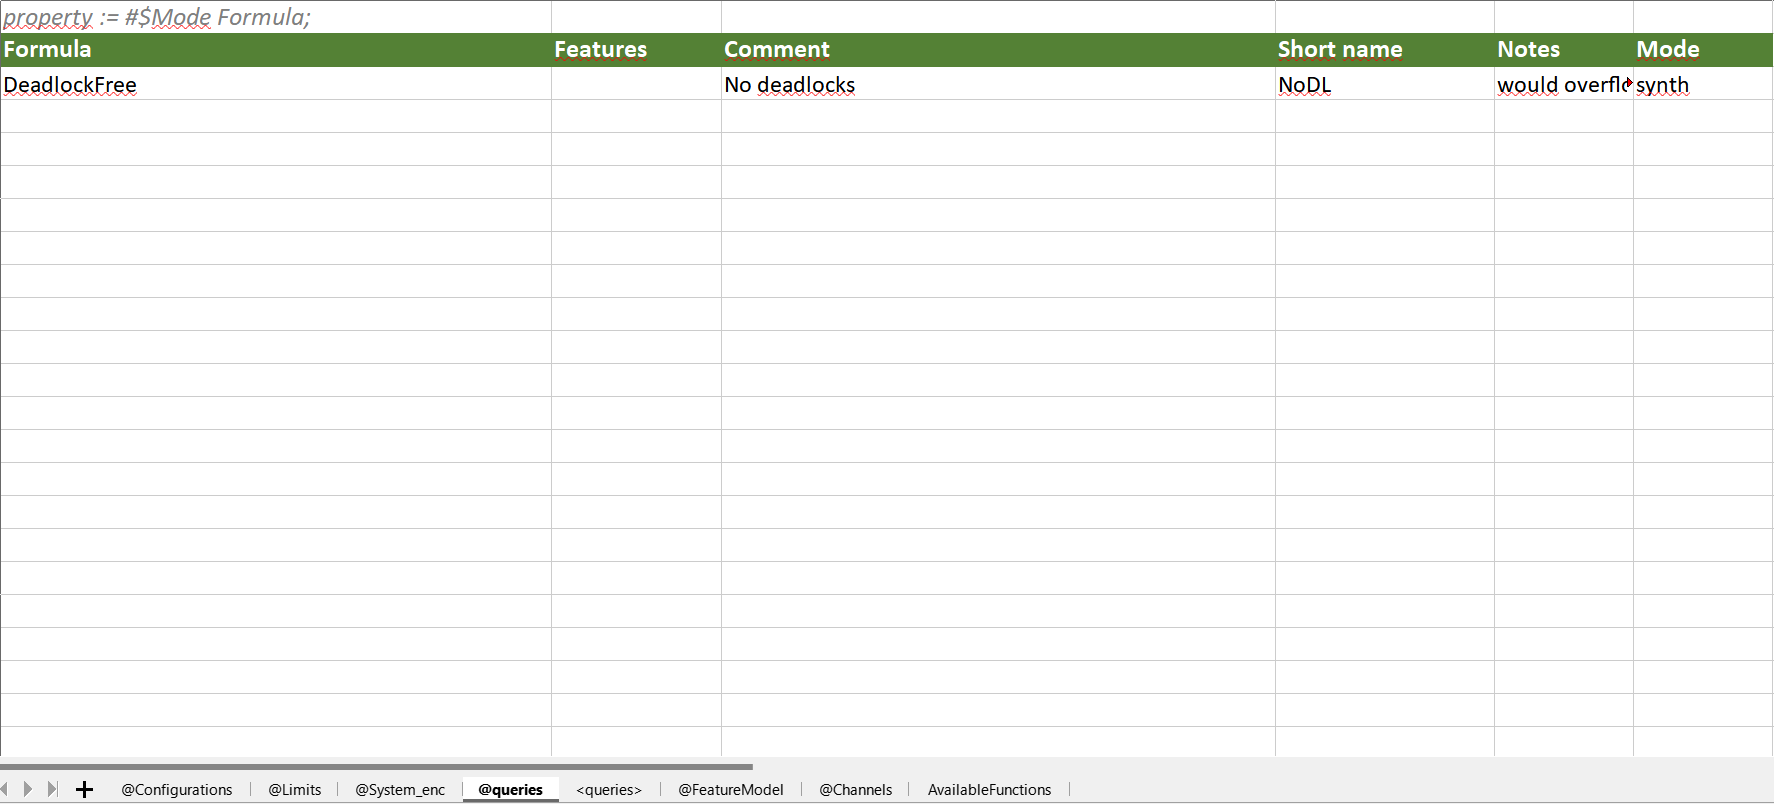 property := #$Mode Formula;
Formula Features Comment Short name Notes Mode
DeadlockFree No deadlocks NoDL would synth
@Configurations @Limits @System_enc @queries <queries> @FeatureModel @Channels AvailableFunctions